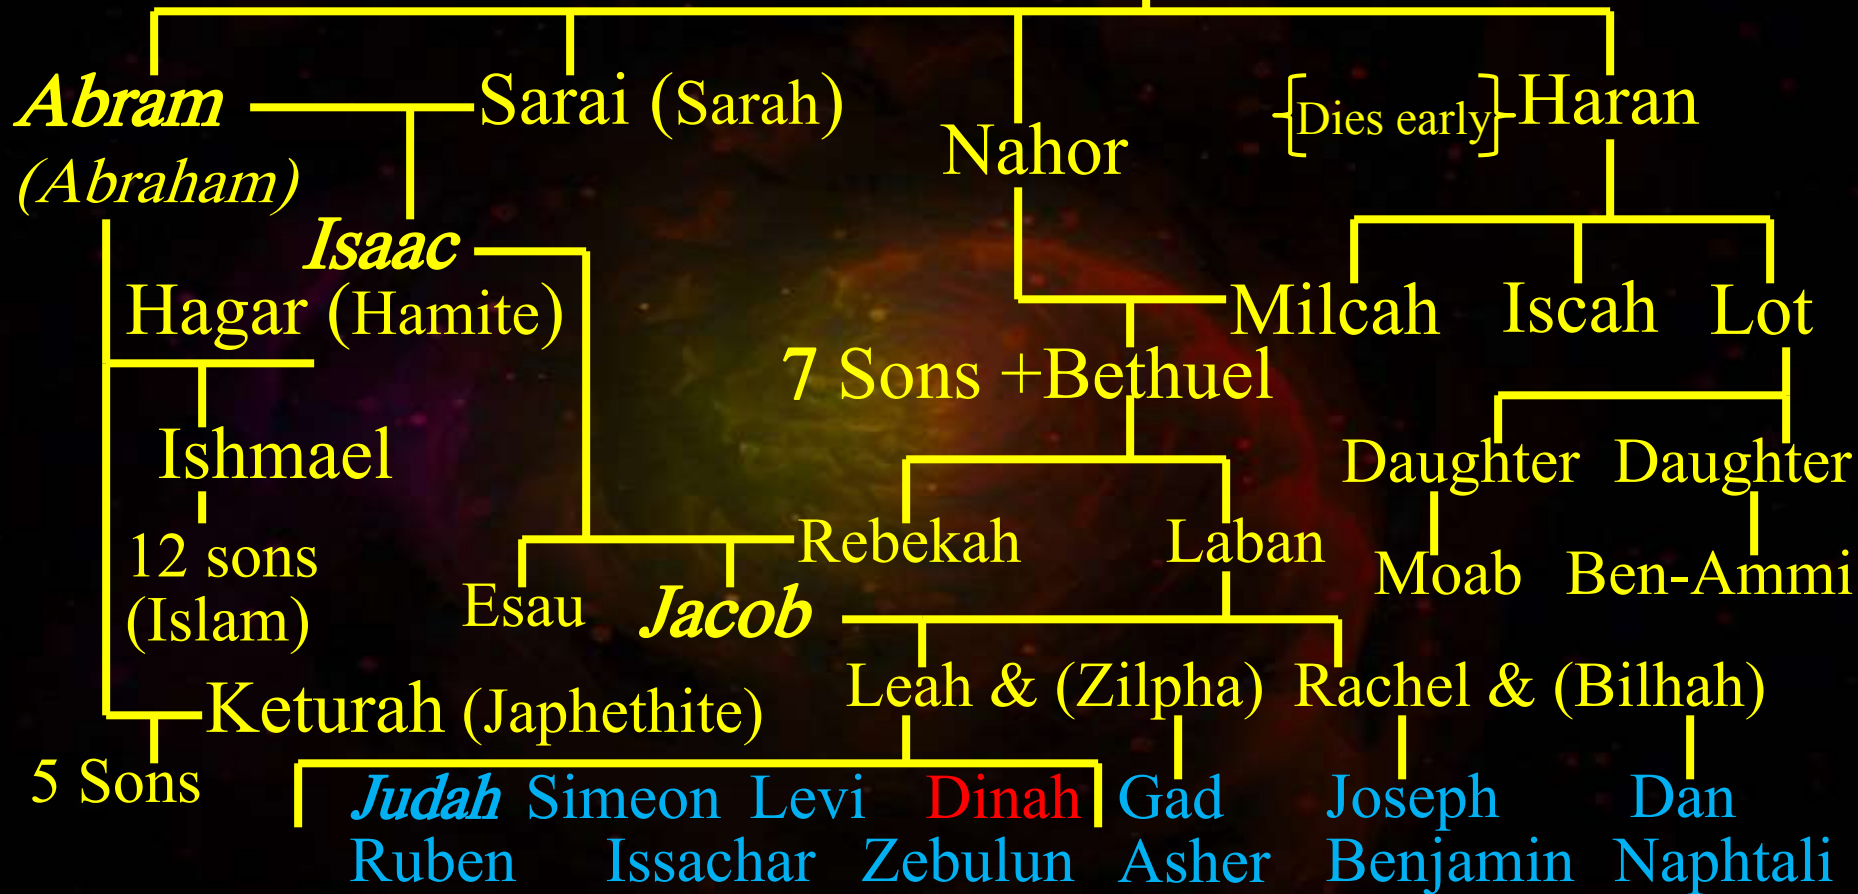 Abram Sarai (Sarah) {Dies early} Haran
(Abraham) Nahor
Isaac
Hagar (Hamite) Milcah Iscah Lot
7 Sons +Bethuel
Ishmael Daughter Daughter
12 sons Rebekah Laban
(Islam) Esau Jacob Moab Ben-Ammi
Leah & (Zilpha) Rachel & (Bilhah)
Keturah (Japhethite)
5 Sons Judah Simeon Levi Dinah Gad Joseph Dan
Ruben Issachar Zebulun Asher Benjamin Naphtali